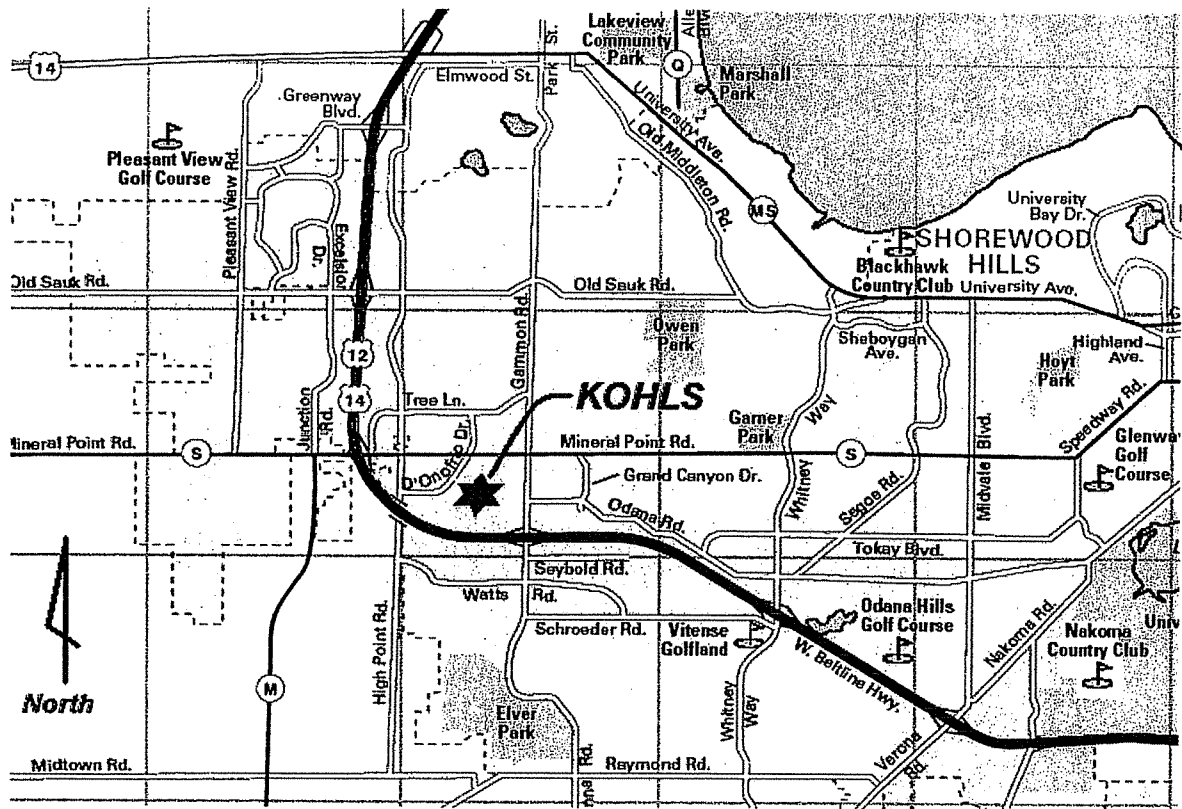 14
Lakeview
Community
Park
Q
Park St.
Elmwood St.
Marshall
Park
Greenway
Blvd.
University Ave.
Old Middleton Rd.
Pleasant View
Golf Course
Pleasant View Rd.
MS
University
Bay Dr.
SHOREWOOD
HILLS
Excelsior
Dr.
Blackhawk
Country Club
University Ave.
Old Sauk Rd.
Old Sauk Rd.
Owen
Park
Sheboygan
Ave.
Highland
Ave.
Hoyt
Park
12
14
Gammon Rd.
Tree Ln.
KOHLS
Junction
Rd.
Garner
Park
Whitney Way
Midvale Blvd.
Speedway Rd.
Mineral Point Rd.
S
D'Onofrio Dr.
Mineral Point Rd.
S
Glenway
Golf
Course
Grand Canyon Dr.
Segoe Rd.
Odana Rd.
Tokay Blvd.
Seybold Rd.
Watts Rd.
High Point Rd.
Schroeder Rd.
Vitense
Golfland
Odana Hills
Golf Course
Nakoma Rd.
Nakoma
Country Club
Univ
W. Beltline Hwy.
M
North
Elver
Park
Whitney
Way
Verona
Rd.
Midtown Rd.
Raymond Rd.